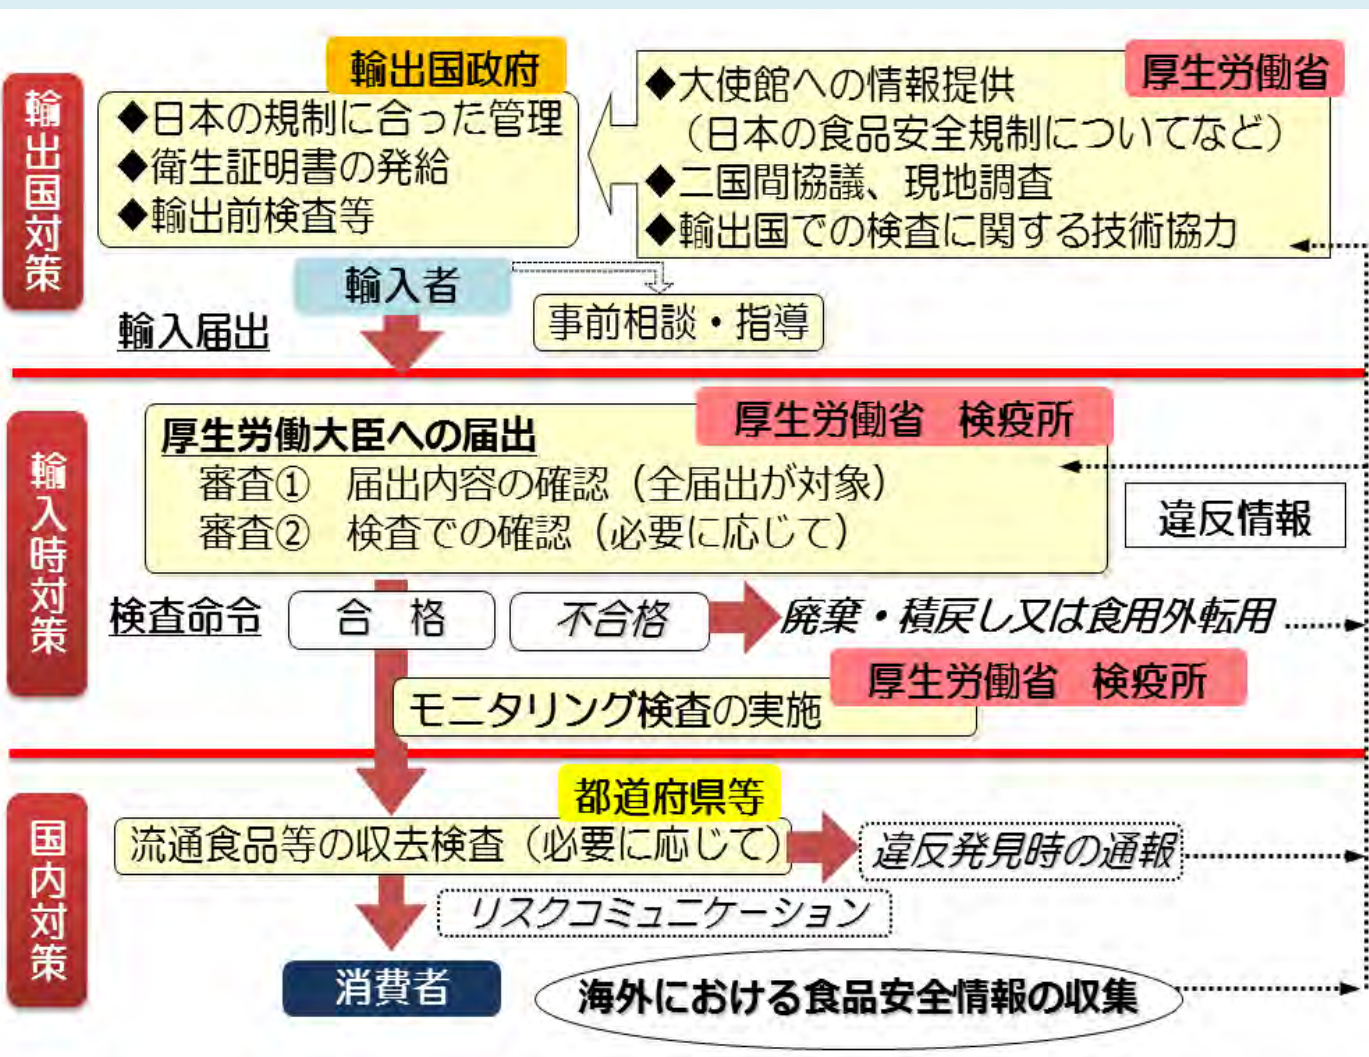 輸出国対策
輸出国政府
◆日本の規制に合った管理
◆衛生証明書の発給
◆輸出前検査等
厚生労働省
◆大使館への情報提供
（日本の食品安全規制についてなど）
◆二国間協議、現地調査
◆輸出国での検査に関する技術協力
輸入者
輸入届出
事前相談・指導
輸入時対策
厚生労働省　検疫所
厚生労働大臣への届出
審査①　届出内容の確認（全届出が対象）
審査②　検査での確認（必要に応じて）
違反情報
検査命令
合　格
不合格
廃棄・積戻し又は食用外転用
厚生労働省　検疫所
モニタリング検査の実施
国内対策
都道府県等
流通食品等の収去検査（必要に応じて）
違反発見時の通報
リスクコミュニケーション
消費者
海外における食品安全情報の収集